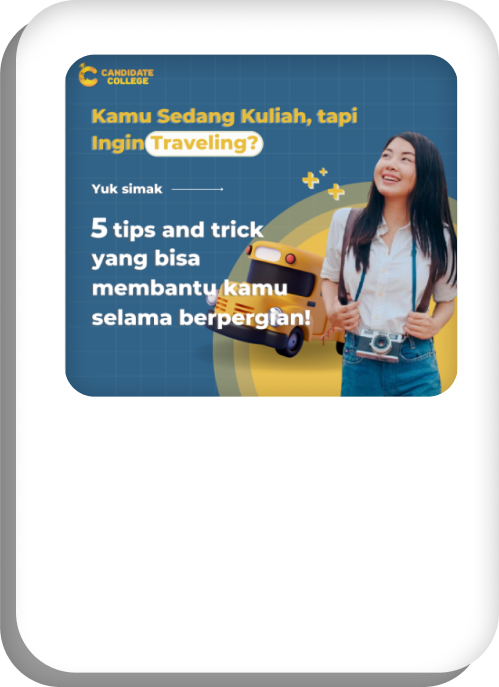 CANDIDATE
COLLEGE
Kamu Sedang Kuliah, tapi
Ingin Traveling?
Yuk simak
5 tips and trick
yang bisa
membantu kamu
selama berpergian!